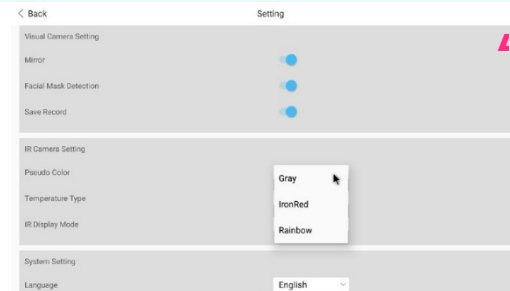 < Back
Setting
Visual Camera Setting
Mirror
Facial Mask Detection
Save Record
IR Camera Setting
Pseudo Color
Gray
Temperature Type
IronRed
IR Display Mode
Rainbow
System Setting
Language
English